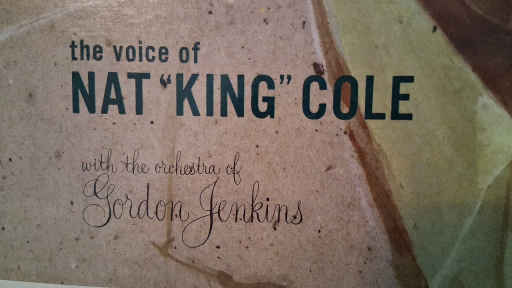 the voice of
NAT "KING" COLE
with the orchestra of
Gordon Jenkins